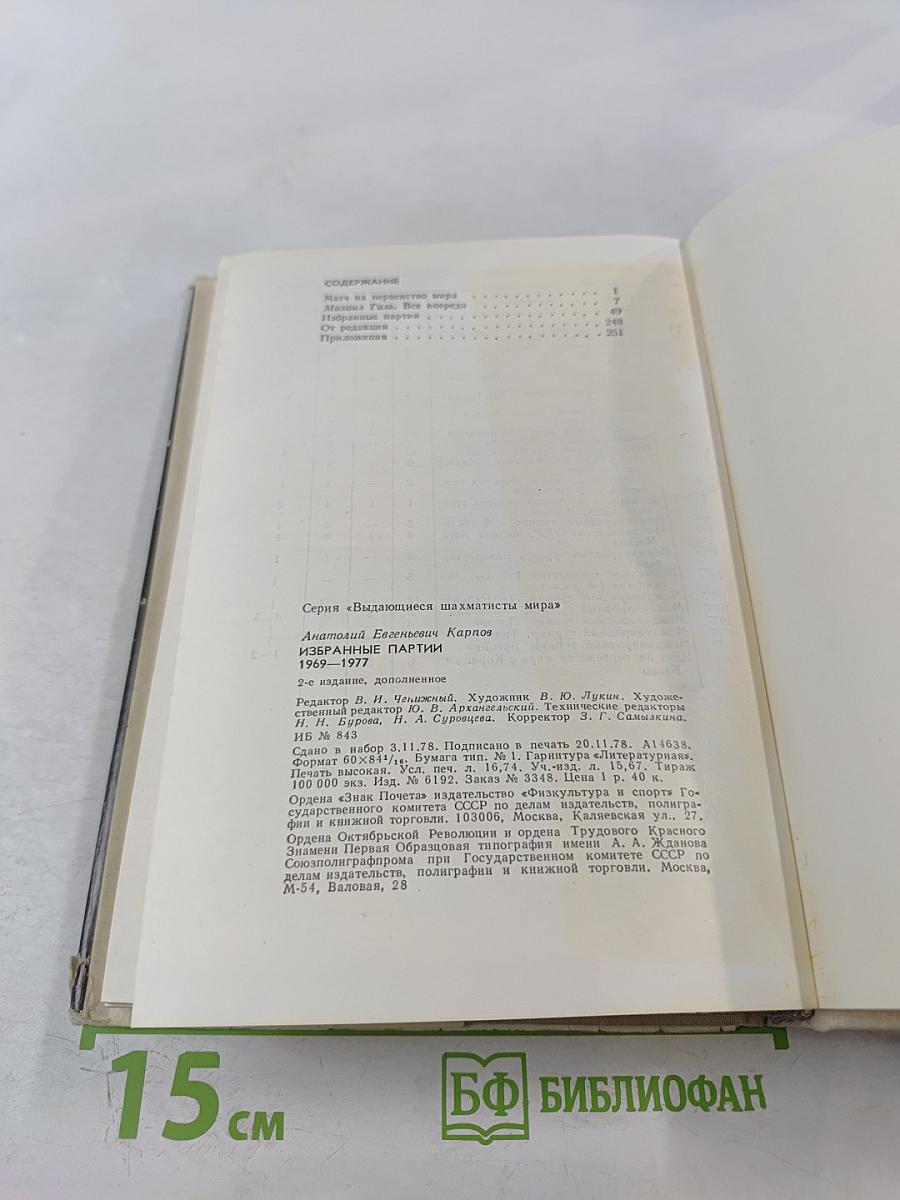 СОДЕРЖАНИЕ
Матч на первенство мира . . . . . . . . . . . 1
Михаил Таль. Все впереди . . . . . . . . . . . 7
Избранные партии . . . . . . . . . . . . . . 49
От редакции . . . . . . . . . . . . . . . . 248
Приложения . . . . . . . . . . . . . . . . . 251
Серия «Выдающиеся шахматисты мира»
Анатолий Евгеньевич Карпов
ИЗБРАННЫЕ ПАРТИИ
1969—1977
2-е издание, дополненное
Редактор В. И. Чепижный. Художник В. Ю. Лукин. Художе-
ственный редактор Ю. В. Архангельский. Технические редакторы
Н. Н. Бурова, Н. А. Суровцева. Корректор З. Г. Самылкина.
ИБ № 843
Сдано в набор 3.11.78. Подписано в печать 20.11.78. А14638.
Формат 60×84¹/₁₆. Бумага тип. № 1. Гарнитура «Литературная».
Печать высокая. Усл. печ. л. 16,74. Уч.-изд. л. 15,67. Тираж
100 000 экз. Изд. № 6192. Заказ № 3348. Цена 1 р. 40 к.
Ордена «Знак Почета» издательство «Физкультура и спорт» Го-
сударственного комитета СССР по делам издательств, полигра-
фии и книжной торговли. 103006, Москва, Каляевская ул., 27.
Ордена Октябрьской Революции и ордена Трудового Красного
Знамени Первая Образцовая типография имени А. А. Жданова
Союзполиграфпрома при Государственном комитете СССР по
делам издательств, полиграфии и книжной торговли. Москва,
М-54, Валовая, 28
15 см
БФ БИБЛИОФАН